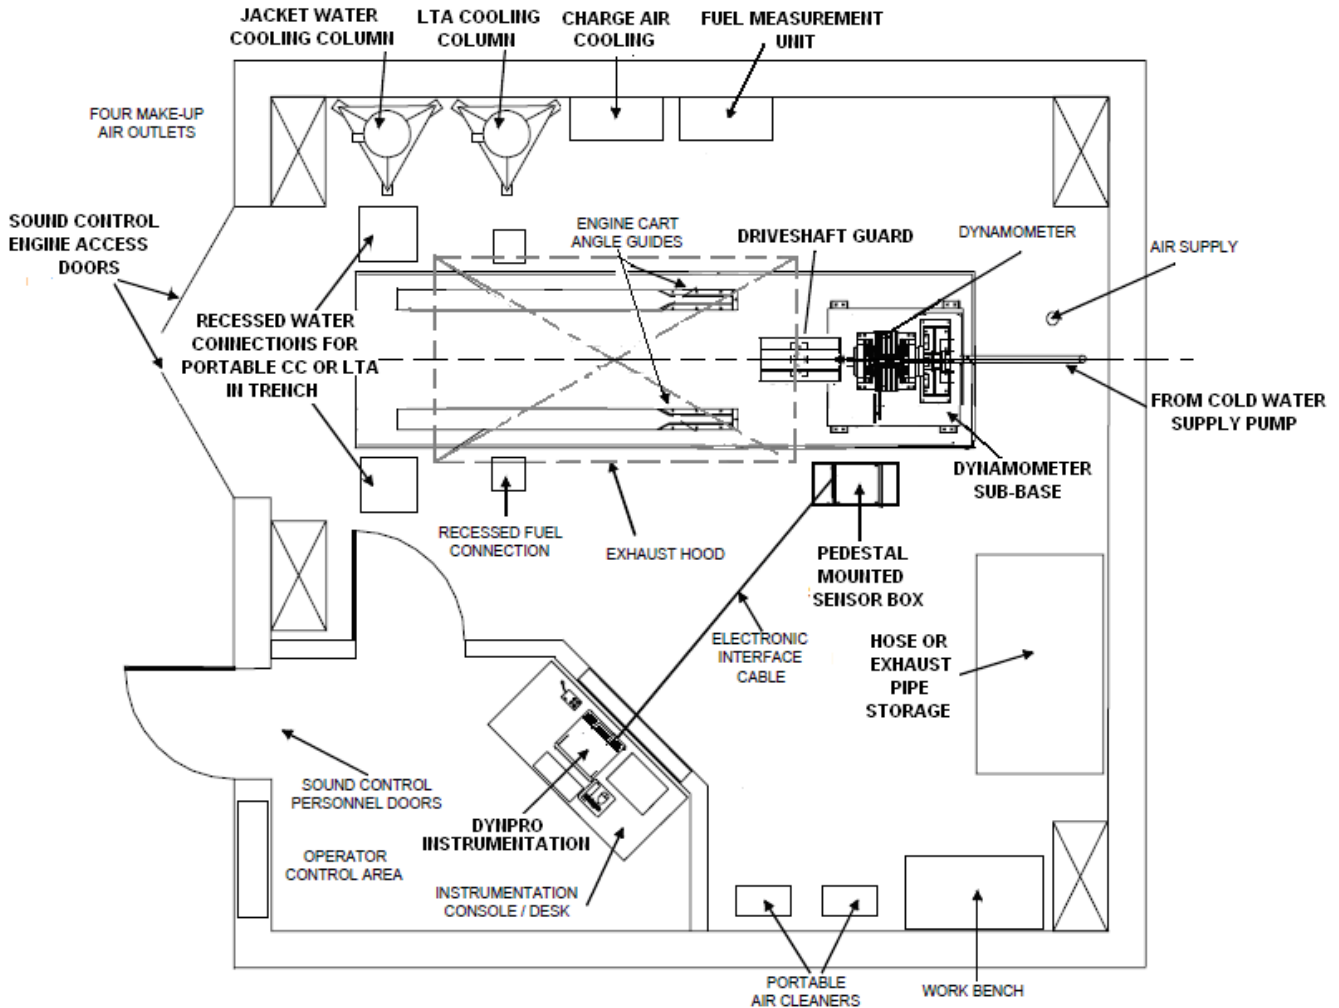 JACKET WATER
COOLING COLUMN
LTA COOLING
COLUMN
CHARGE AIR
COOLING
FUEL MEASUREMENT
UNIT
FOUR MAKE-UP
AIR OUTLETS
SOUND CONTROL
ENGINE ACCESS
DOORS
ENGINE CART
ANGLE GUIDES
DRIVESHAFT GUARD
DYNAMOMETER
AIR SUPPLY
RECESSED WATER
CONNECTIONS FOR
PORTABLE CC OR LTA
IN TRENCH
FROM COLD WATER
SUPPLY PUMP
DYNAMOMETER
SUB-BASE
RECESSED FUEL
CONNECTION
EXHAUST HOOD
PEDESTAL
MOUNTED
SENSOR BOX
ELECTRONIC
INTERFACE
CABLE
HOSE OR
EXHAUST
PIPE
STORAGE
SOUND CONTROL
PERSONNEL DOORS
DYNPRO
INSTRUMENTATION
OPERATOR
CONTROL AREA
INSTRUMENTATION
CONSOLE / DESK
PORTABLE
AIR CLEANERS
WORK BENCH